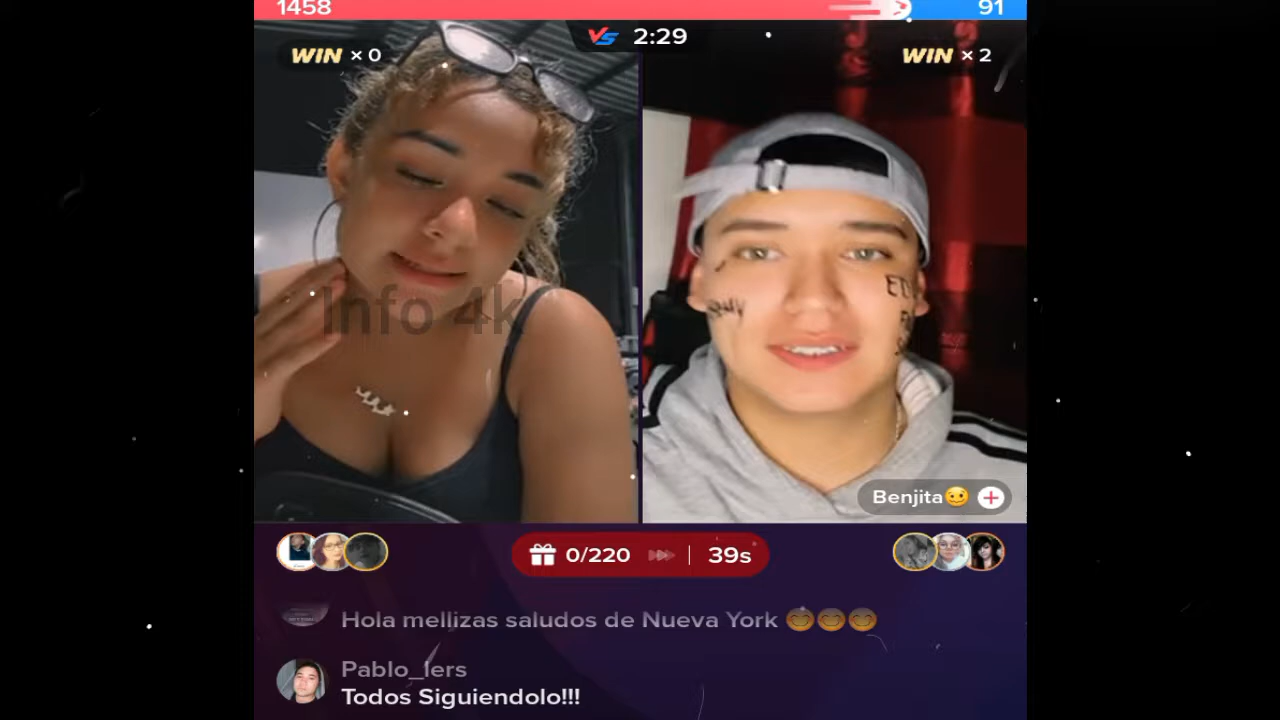 1458
91
VS 2:29
WIN × 0
WIN × 2
Info 4k
Benjita🥴
0/220
39s
Hola mellizas saludos de Nueva York 😊😊😊
Pablo_lers
Todos Siguiendolo!!!